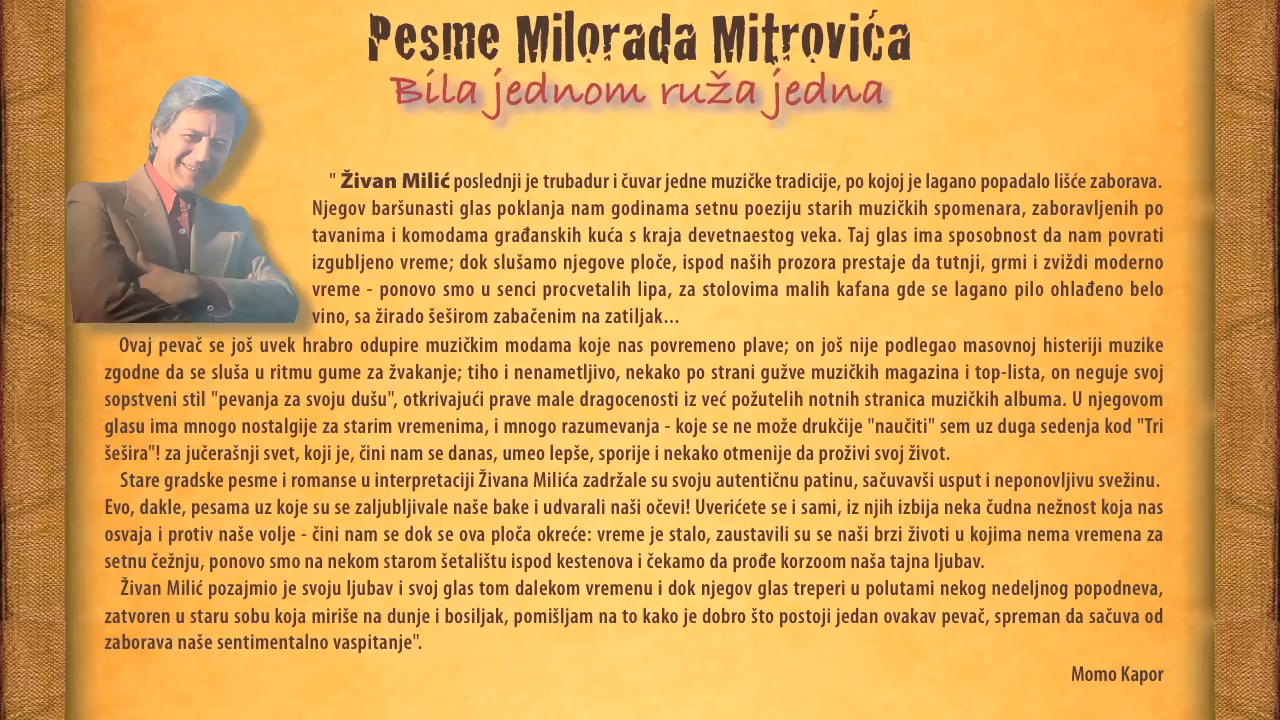 Pesme Milorada Mitrovića
Bila jednom ruža jedna
" Živan Milić poslednji je trubadur i čuvar jedne muzičke tradicije, po kojoj je lagano popadalo lišće zaborava.
Njegov baršunasti glas poklanja nam godinama setnu poeziju starih muzičkih spomenara, zaboravljenih po
tavanima i komodama građanskih kuća s kraja devetnaestog veka. Taj glas ima sposobnost da nam povrati
izgubljeno vreme; dok slušamo njegove ploče, ispod naših prozora prestaje da tutnji, grmi i zviždi moderno
vreme - ponovo smo u senci procvetalih lipa, za stolovima malih kafana gde se lagano pilo ohlađeno belo
vino, sa žirado šeširom zabačenim na zatiljak...
Ovaj pevač se još uvek hrabro odupire muzičkim modama koje nas povremeno plave; on još nije podlegao masovnoj histeriji muzike
zgodne da se sluša u ritmu gume za žvakanje; tiho i nenametljivo, nekako po strani gužve muzičkih magazina i top-lista, on neguje svoj
sopstveni stil "pevanja za svoju dušu", otkrivajući prave male dragocenosti iz već požutelih notnih stranica muzičkih albuma. U njegovom
glasu ima mnogo nostalgije za starim vremenima, i mnogo razumevanja - koje se ne može drukčije "naučiti" sem uz duga sedenja kod "Tri
šešira"! za jučerašnji svet, koji je, čini nam se danas, umeo lepše, sporije i nekako otmenije da proživi svoj život.
Stare gradske pesme i romanse u interpretaciji Živana Milića zadržale su svoju autentičnu patinu, sačuvavši usput i neponovljivu svežinu.
Evo, dakle, pesama uz koje su se zaljubljivale naše bake i udvarali naši očevi! Uverićete se i sami, iz njih izbija neka čudna nežnost koja nas
osvaja i protiv naše volje - čini nam se dok se ova ploča okreće: vreme je stalo, zaustavili su se naši brzi životi u kojima nema vremena za
setnu čežnju, ponovo smo na nekom starom šetalištu ispod kestenova i čekamo da prođe korzoom naša tajna ljubav.
Živan Milić pozajmio je svoju ljubav i svoj glas tom dalekom vremenu i dok njegov glas treperi u polutami nekog nedeljnog popodneva,
zatvoren u staru sobu koja miriše na dunje i bosiljak, pomišljam na to kako je dobro što postoji jedan ovakav pevač, spreman da sačuva od
zaborava naše sentimentalno vaspitanje".
Momo Kapor